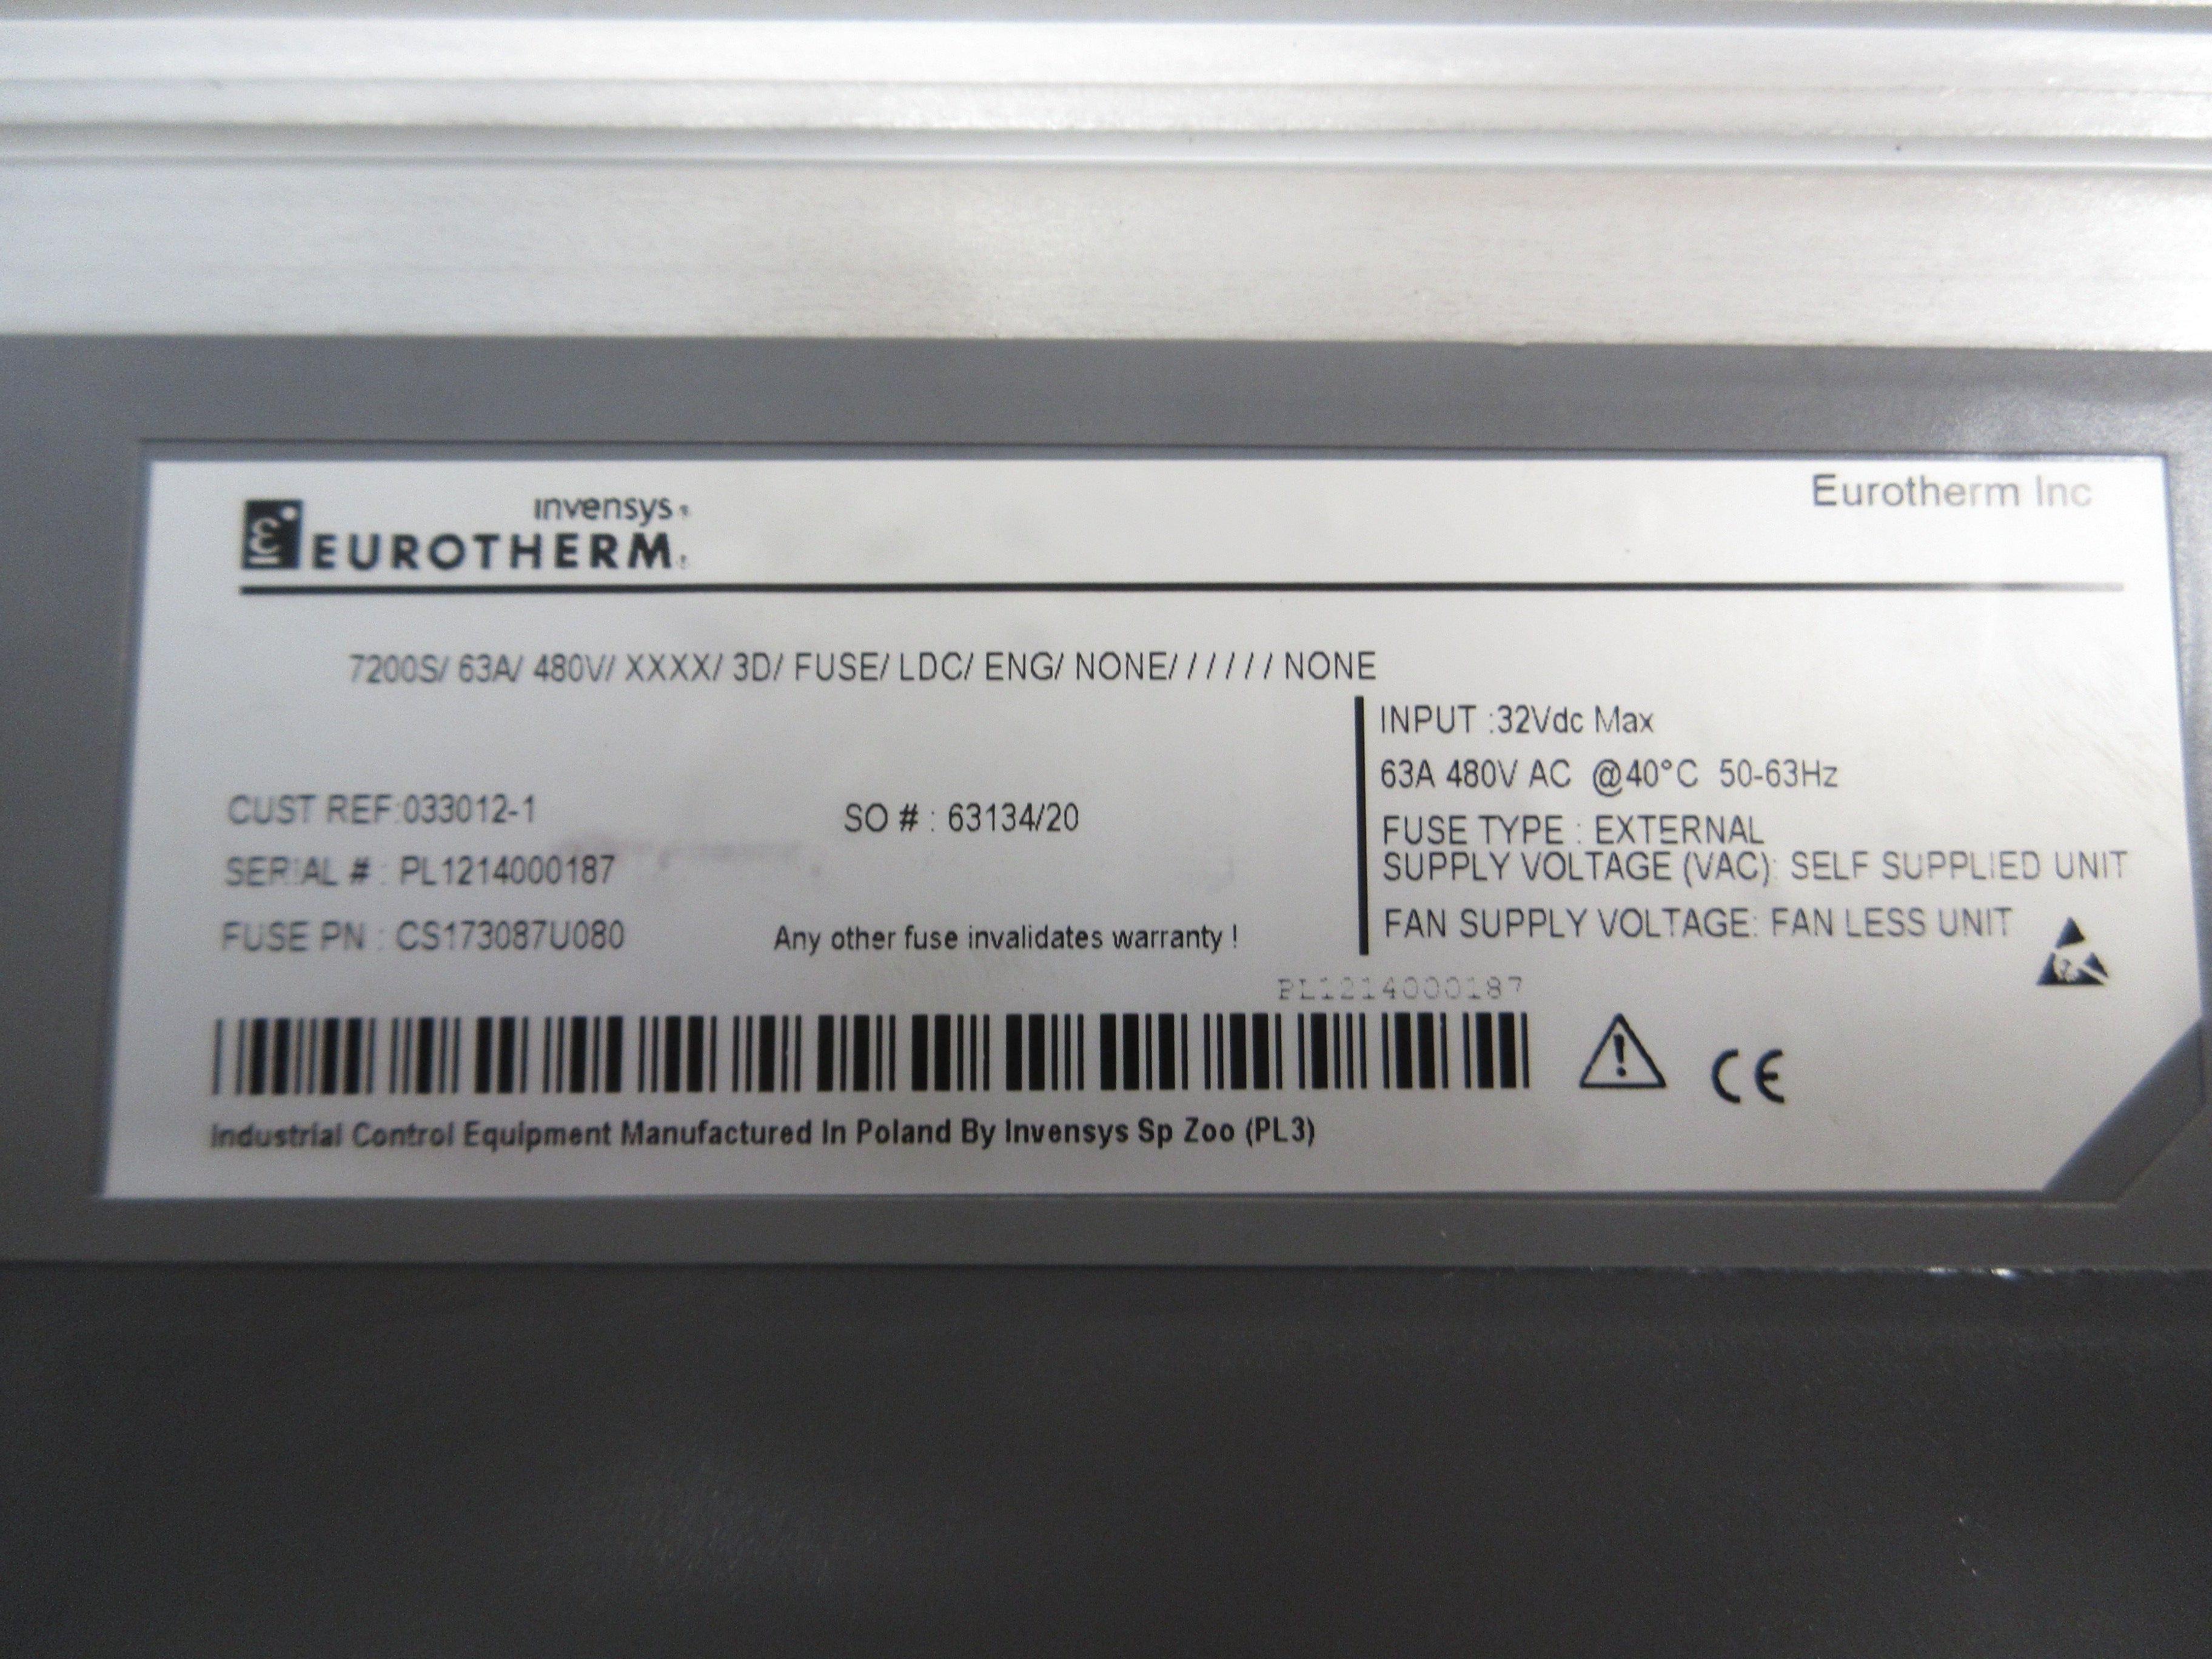 Eurotherm Inc
invensys
EUROTHERM
7200S/ 63A/ 480V/ XXXX/ 3D/ FUSE/ LDC/ ENG/ NONE/ / / / / / NONE
INPUT :32Vdc Max
63A 480V AC @40°C 50-63Hz
FUSE TYPE : EXTERNAL
SUPPLY VOLTAGE (VAC): SELF SUPPLIED UNIT
FAN SUPPLY VOLTAGE: FAN LESS UNIT
CUST REF:033012-1
SO # : 63134/20
SERIAL # : PL1214000187
FUSE PN : CS173087U080
Any other fuse invalidates warranty !
PL1214000187
CE
Industrial Control Equipment Manufactured In Poland By Invensys Sp Zoo (PL3)